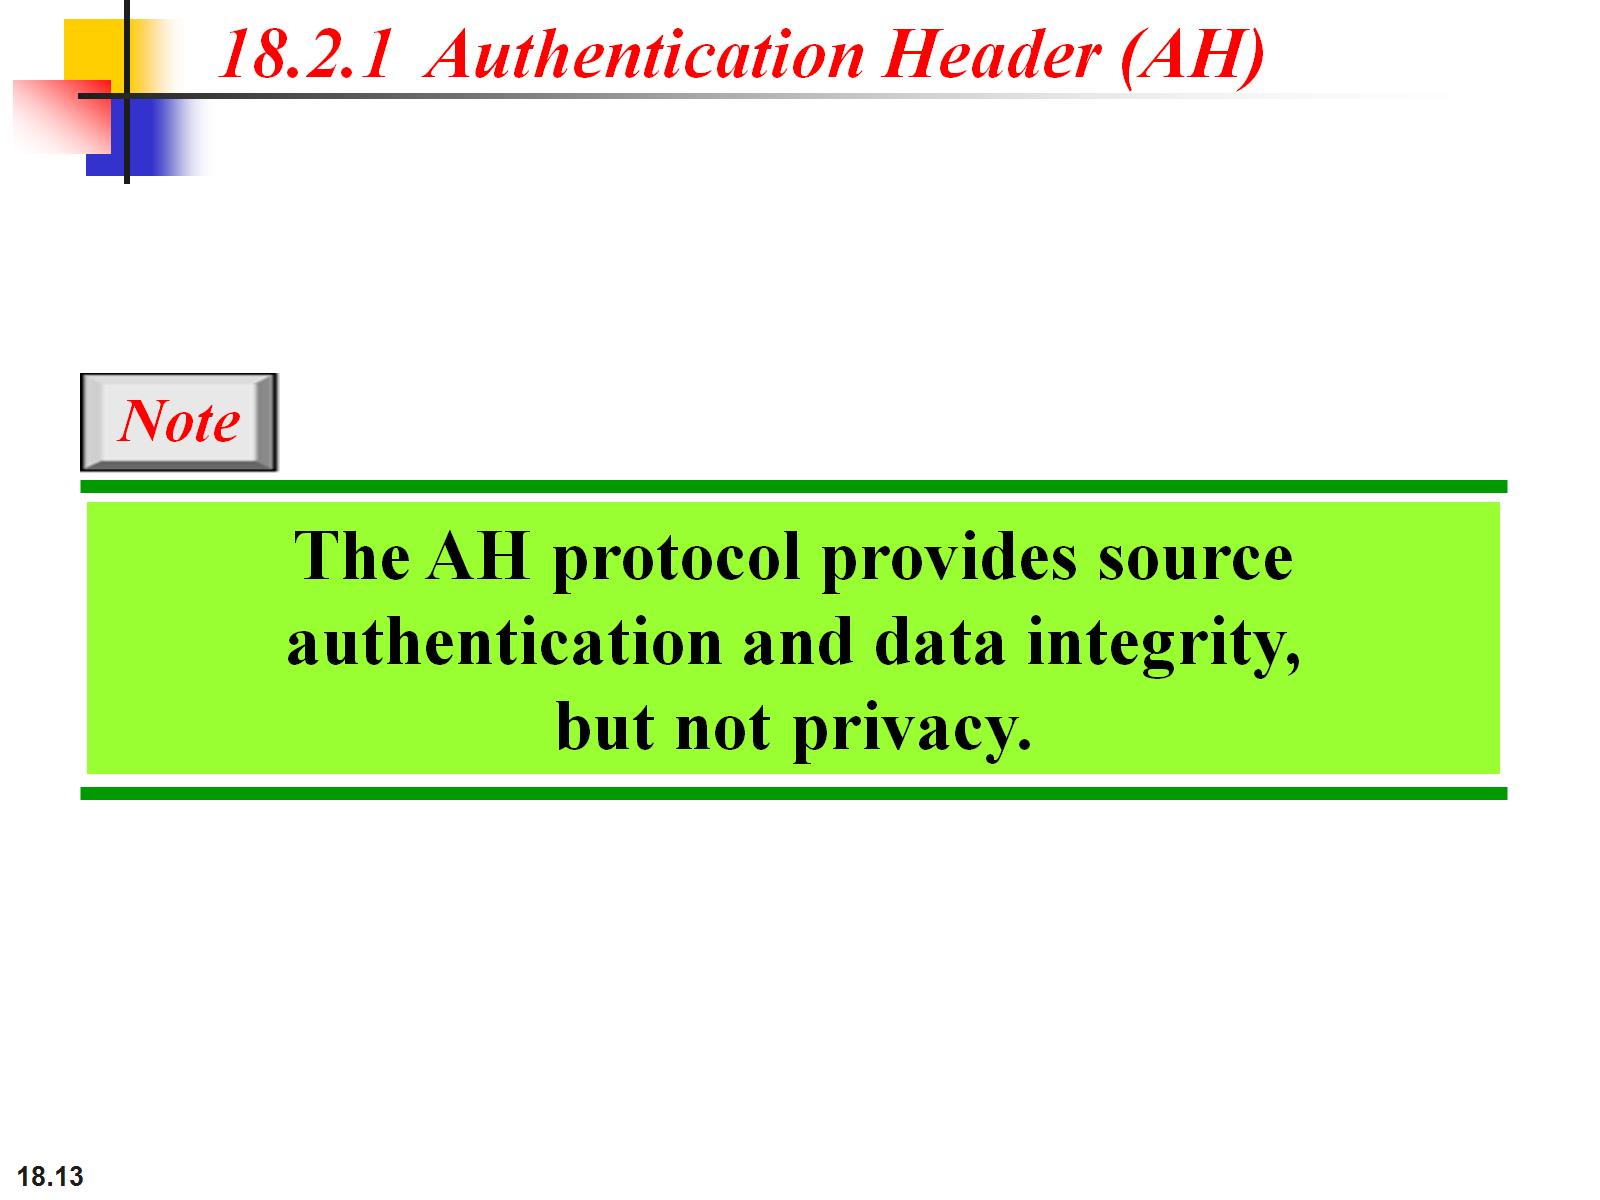 18.2.1 Authentication Header (AH)
Note
The AH protocol provides source
authentication and data integrity,
but not privacy.
18.13